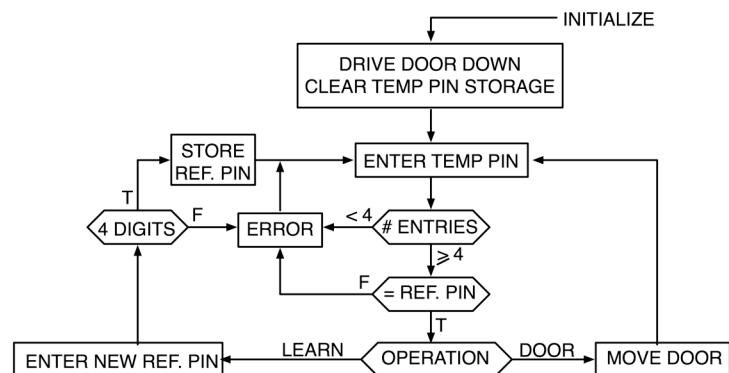 INITIALIZE
DRIVE DOOR DOWN
CLEAR TEMP PIN STORAGE
STORE
REF. PIN
ENTER TEMP PIN
T
4 DIGITS
F
ERROR
< 4
# ENTRIES
⩾ 4
F
= REF. PIN
T
ENTER NEW REF. PIN
LEARN
OPERATION
DOOR
MOVE DOOR